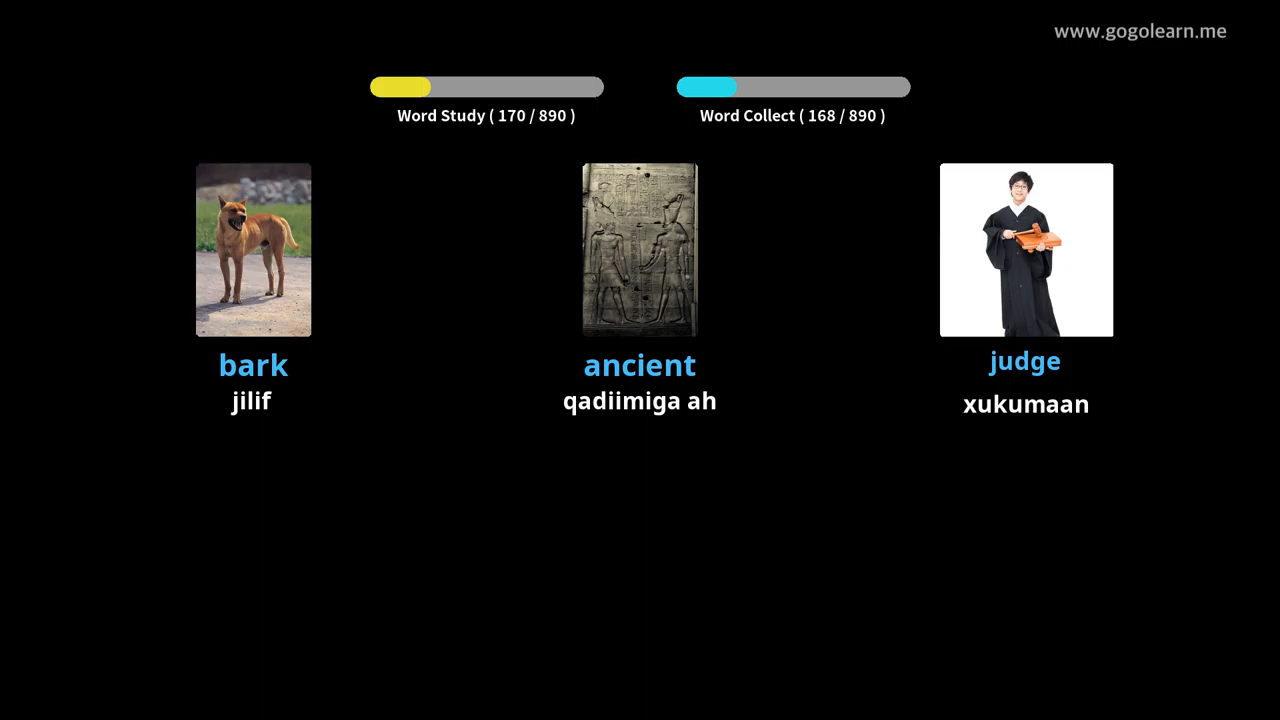 www.gogolearn.me
Word Study ( 170 / 890 )
Word Collect ( 168 / 890 )
bark
jilif
ancient
qadiimiga ah
judge
xukumaan